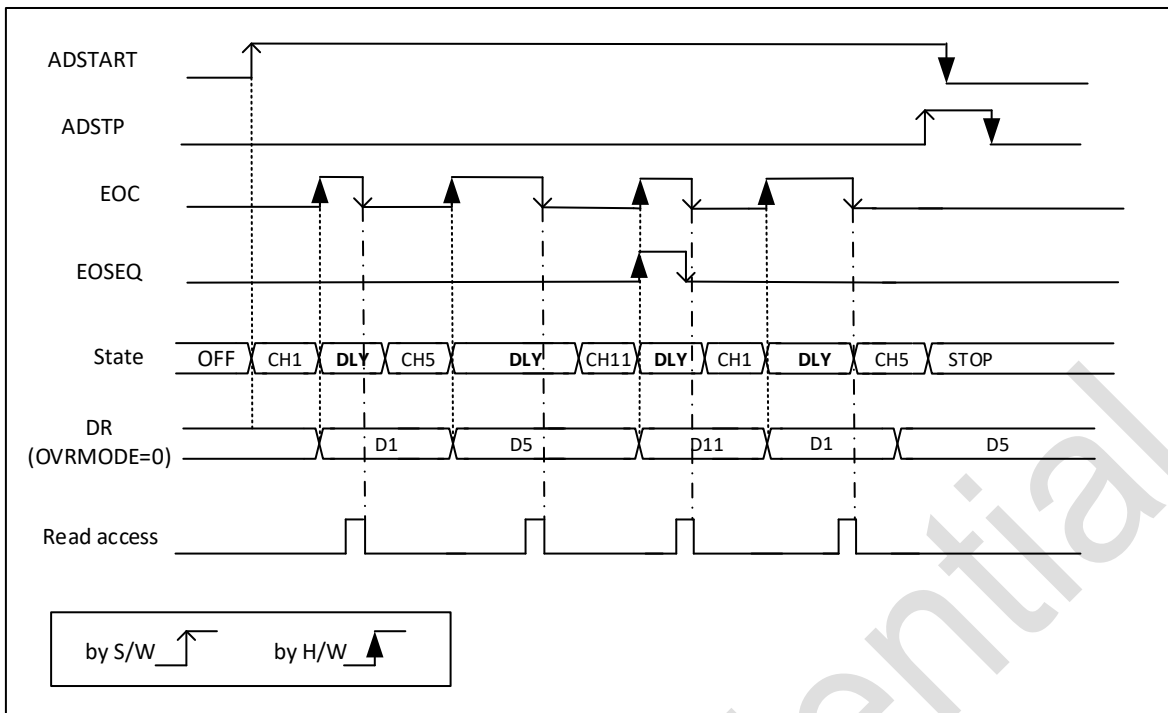 ADSTART
ADSTP
EOC
EOSEQ
State OFF CH1 DLY CH5 DLY CH11 DLY CH1 DLY CH5 STOP
DR
(OVRMODE=0)
D1 D5 D11 D1 D5
Read access
by S/W by H/W